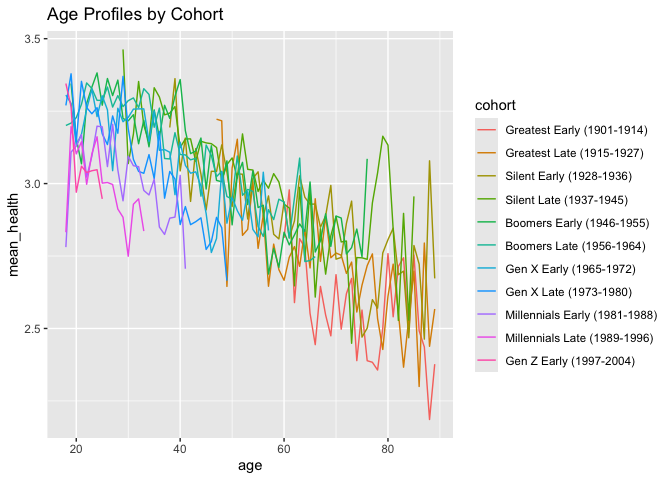 Age Profiles by Cohort
3.5
3.0
2.5
mean_health
20
40
60
80
age
cohort
Greatest Early (1901-1914)
Greatest Late (1915-1927)
Silent Early (1928-1936)
Silent Late (1937-1945)
Boomers Early (1946-1955)
Boomers Late (1956-1964)
Gen X Early (1965-1972)
Gen X Late (1973-1980)
Millennials Early (1981-1988)
Millennials Late (1989-1996)
Gen Z Early (1997-2004)